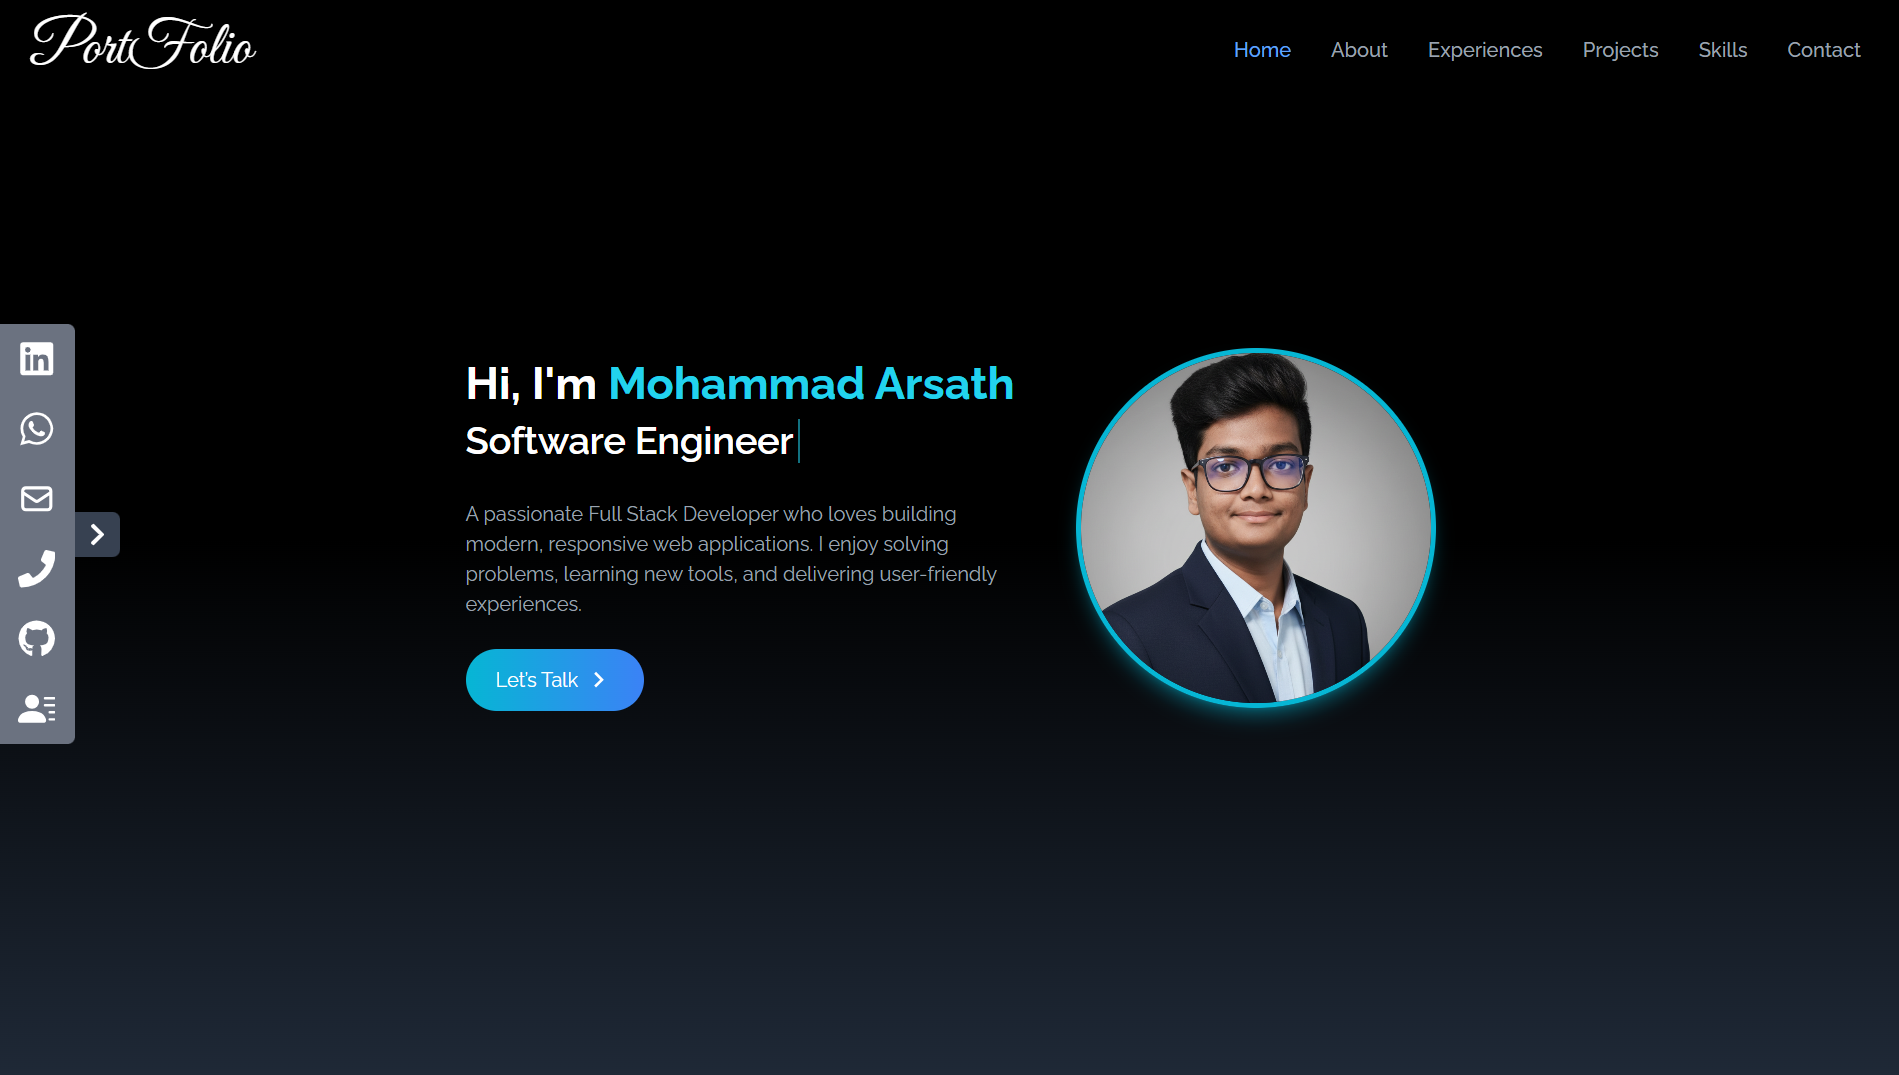 PortFolio
Home
About
Experiences
Projects
Skills
Contact
in
Hi, I'm Mohammad Arsath
Software Engineer
A passionate Full Stack Developer who loves building
modern, responsive web applications. I enjoy solving
problems, learning new tools, and delivering user-friendly
experiences.
Let's Talk